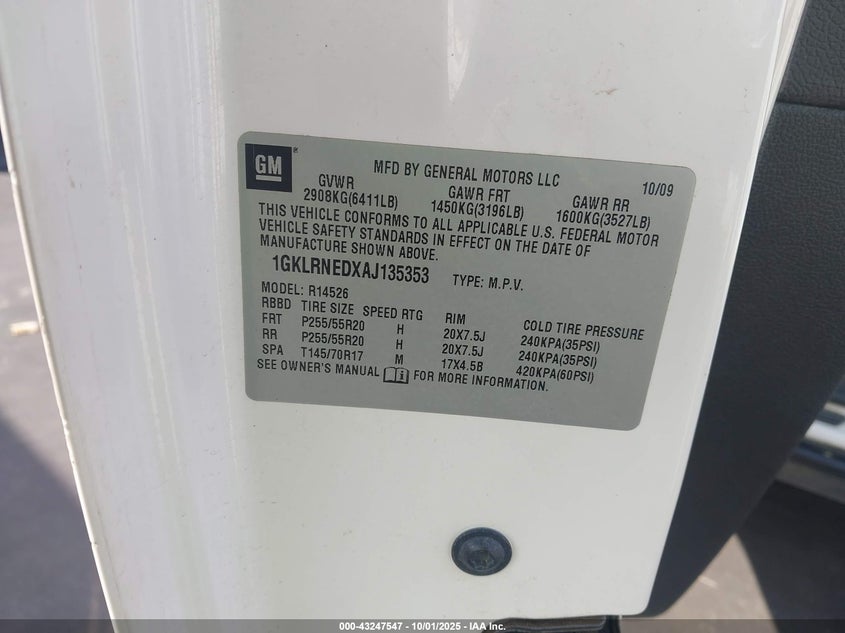 GM
MFD BY GENERAL MOTORS LLC 10/09
GVWR GAWR FRT GAWR RR
2908KG(6411LB) 1450KG(3196LB) 1600KG(3527LB)
THIS VEHICLE CONFORMS TO ALL APPLICABLE U.S. FEDERAL MOTOR
VEHICLE SAFETY STANDARDS IN EFFECT ON THE DATE OF
MANUFACTURE SHOWN ABOVE.
1GKLRNEDXAJ135353 TYPE: M.P.V.
MODEL: R14526
RBBD TIRE SIZE SPEED RTG RIM COLD TIRE PRESSURE
FRT P255/55R20 H 20X7.5J 240KPA(35PSI)
RR P255/55R20 H 20X7.5J 240KPA(35PSI)
SPA T145/70R17 M 17X4.5B 420KPA(60PSI)
SEE OWNER'S MANUAL FOR MORE INFORMATION.
000-43247547 - 10/01/2025 - IAA Inc.